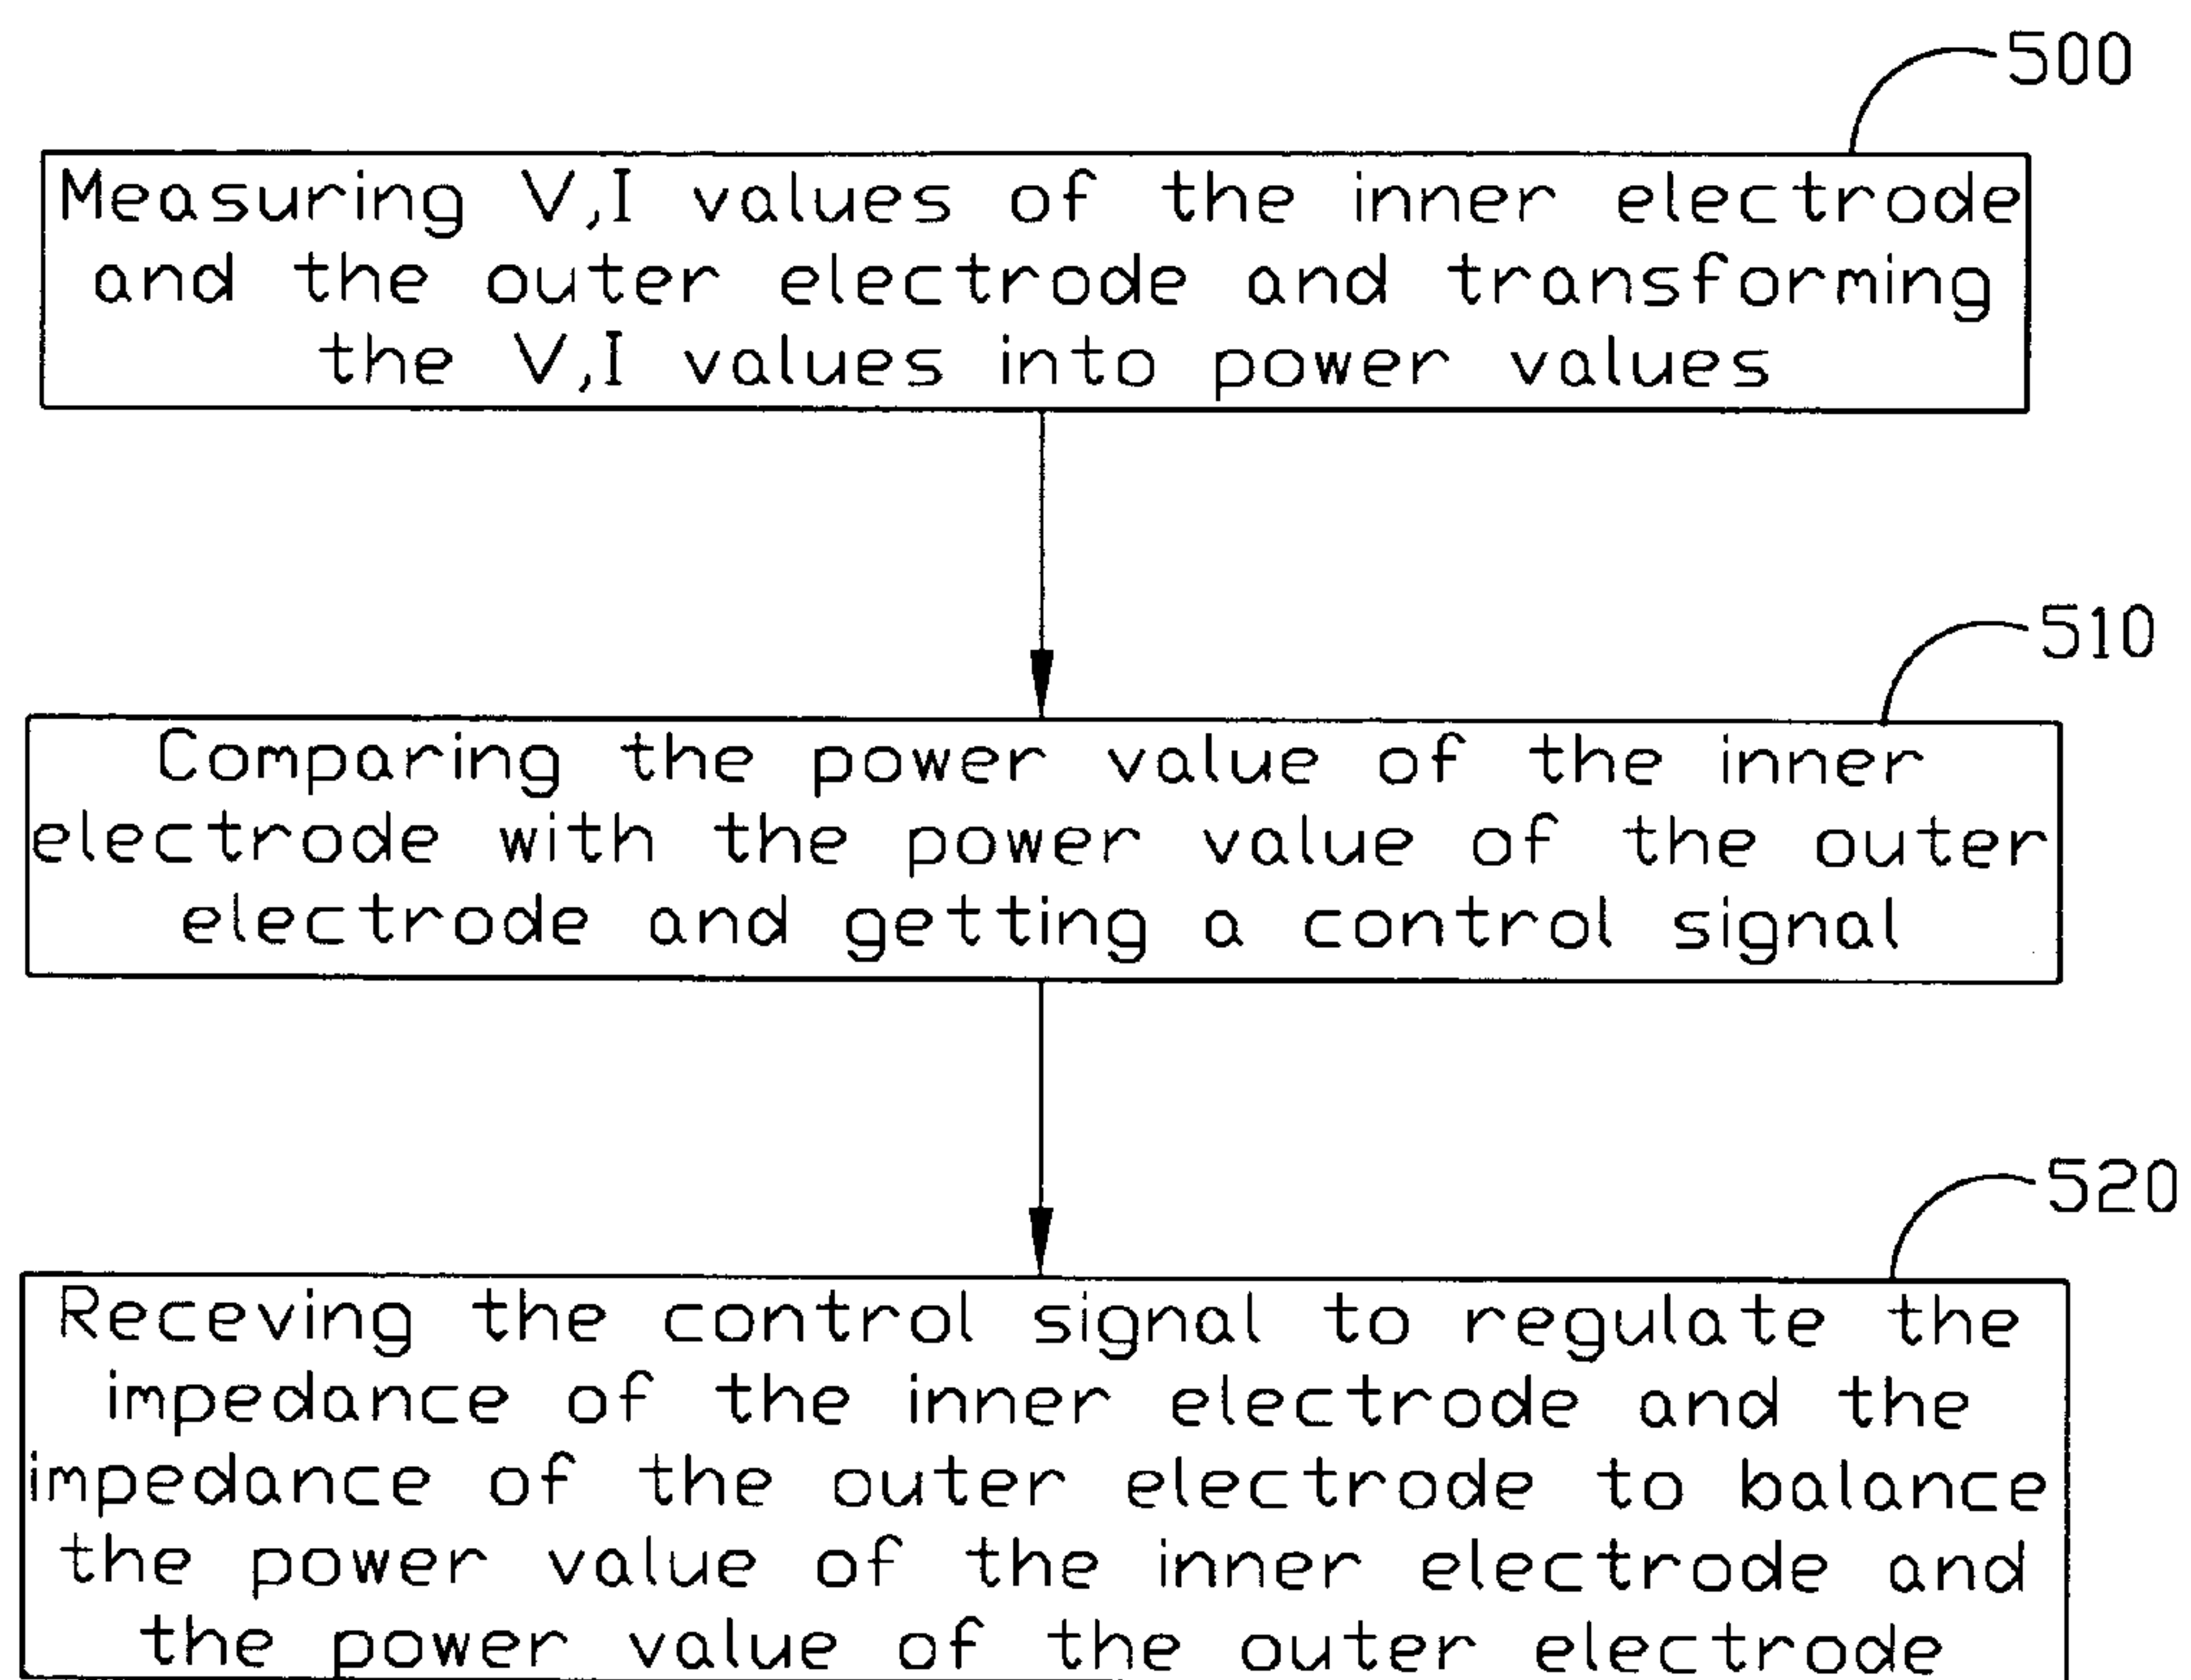 500
Measuring V,I values of the inner electrode
and the outer electrode and transforming
the V,I values into power values
510
Comparing the power value of the inner
electrode with the power value of the outer
electrode and getting a control signal
520
Receving the control signal to regulate the
impedance of the inner electrode and the
impedance of the outer electrode to balance
the power value of the inner electrode and
the power value of the outer electrode